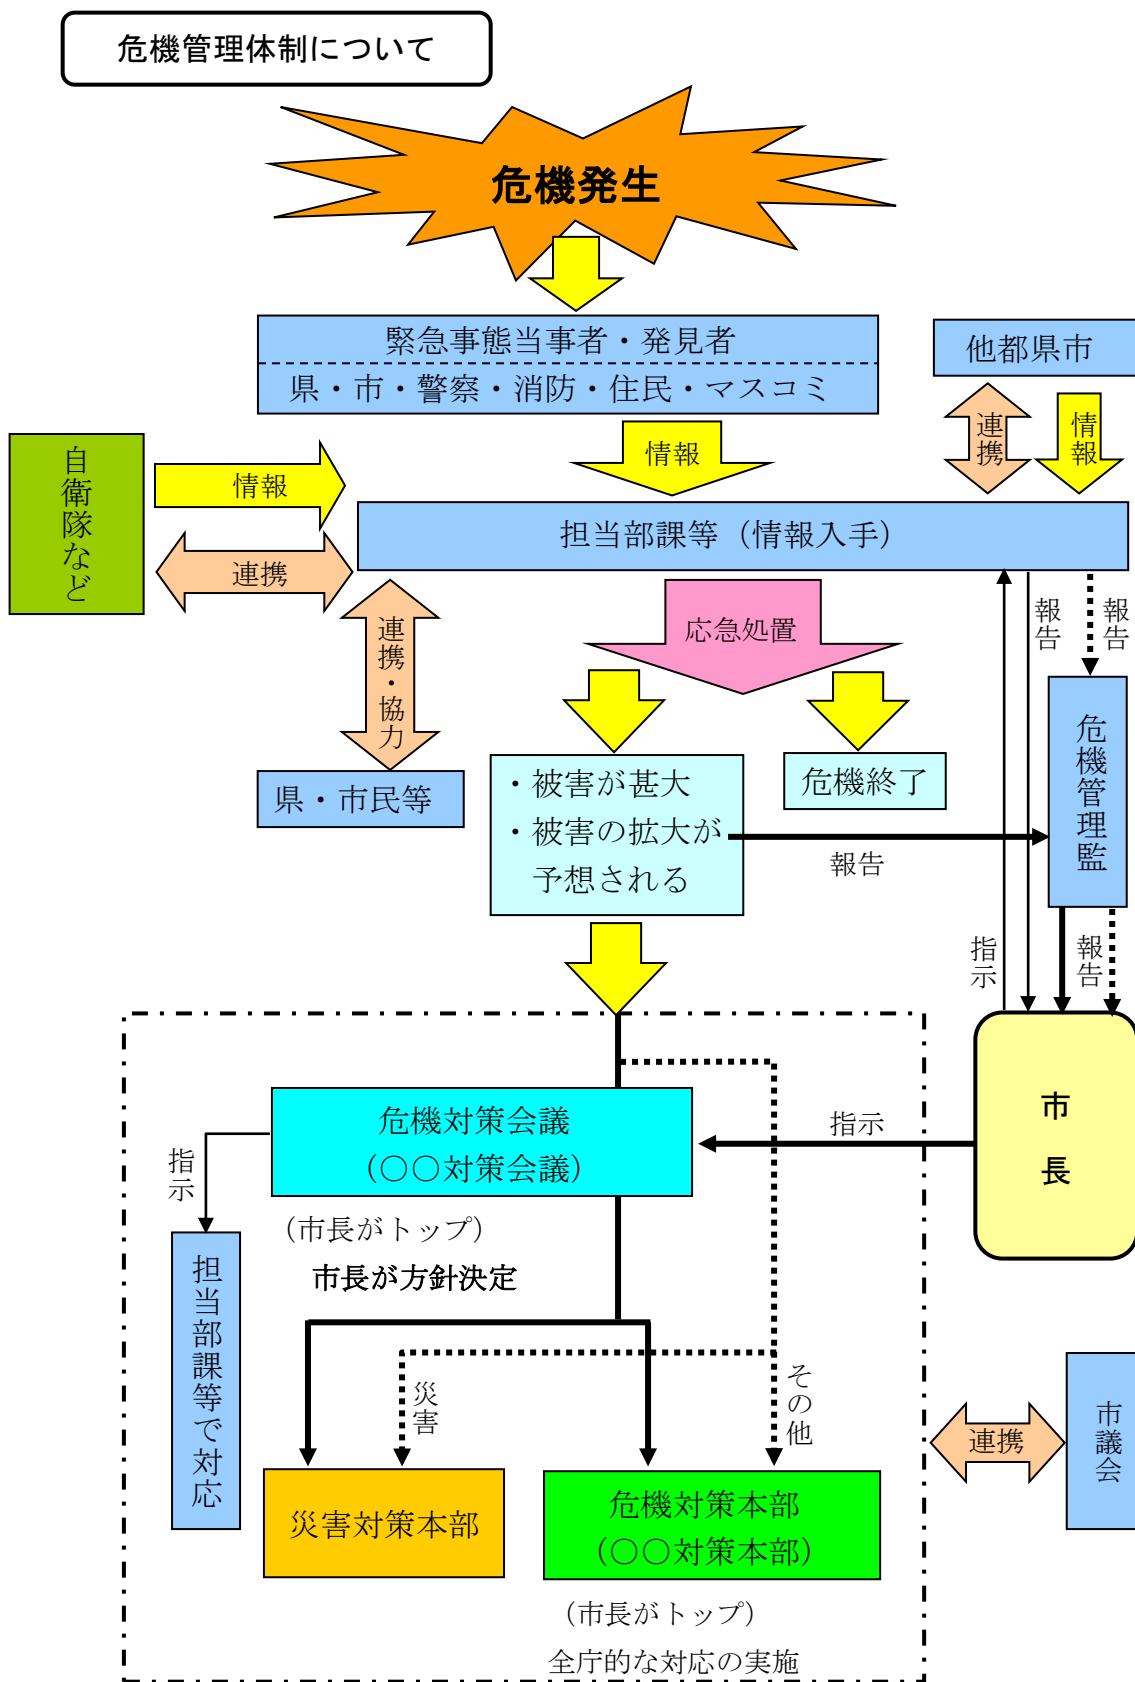 危機管理体制について
危機発生
緊急事態当事者・発見者
県・市・警察・消防・住民・マスコミ
他都県市
連携
情報
情報
自衛隊など
情報
連携
担当部課等（情報入手）
連携・協力
応急処置
報告
報告
県・市民等
・被害が甚大
・被害の拡大が
予想される
危機終了
報告
危機管理監
指示
報告
市長
指示
危機対策会議
（○○対策会議）
指示
（市長がトップ）
市長が方針決定
担当部課等で対応
災害
その他
連携
市議会
災害対策本部
危機対策本部
（○○対策本部）
（市長がトップ）
全庁的な対応の実施